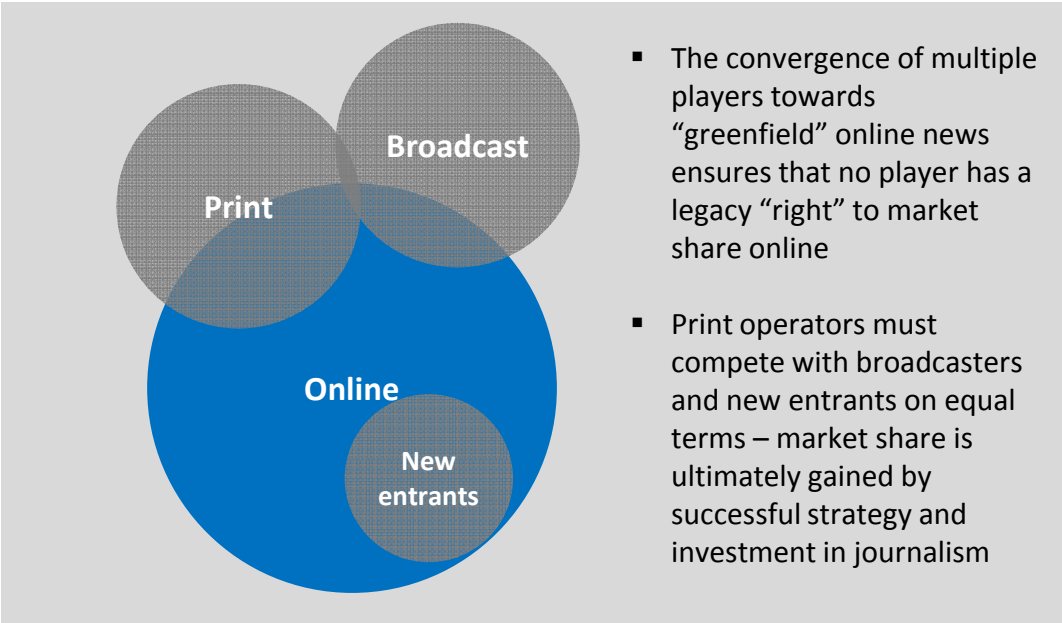 Broadcast
Print
Online
New
entrants
▪ The convergence of multiple
players towards
“greenfield” online news
ensures that no player has a
legacy “right” to market
share online
▪ Print operators must
compete with broadcasters
and new entrants on equal
terms – market share is
ultimately gained by
successful strategy and
investment in journalism